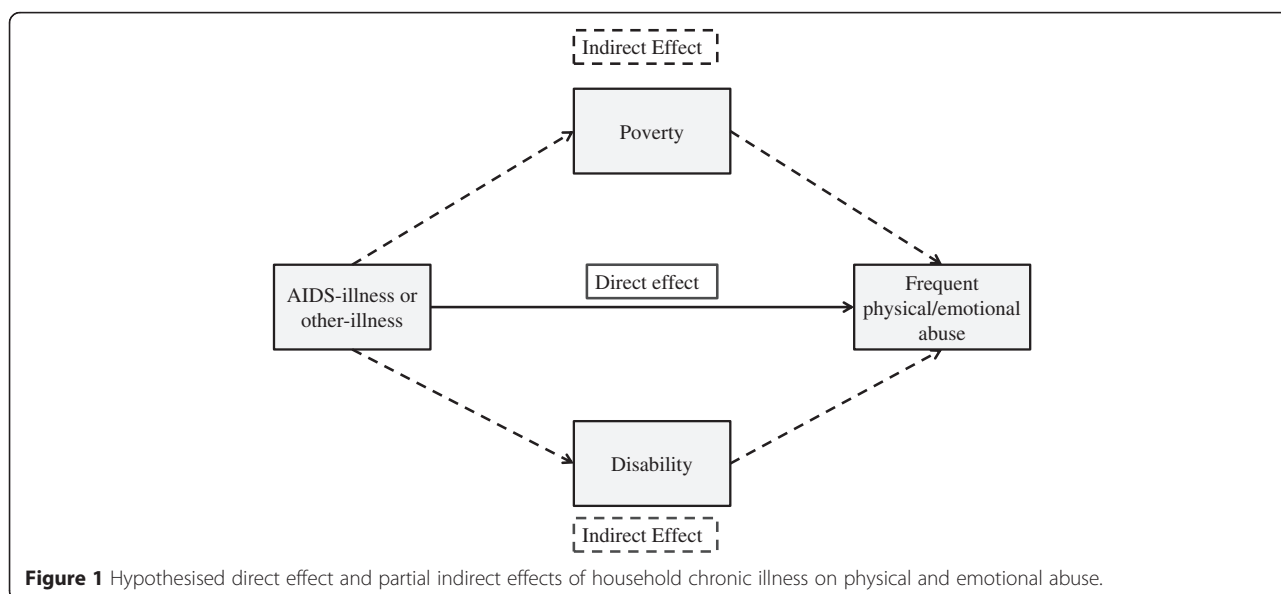 Indirect Effect
Poverty
AIDS-illness or
other-illness
Direct effect
Frequent
physical/emotional
abuse
Disability
Indirect Effect
Figure 1 Hypothesised direct effect and partial indirect effects of household chronic illness on physical and emotional abuse.